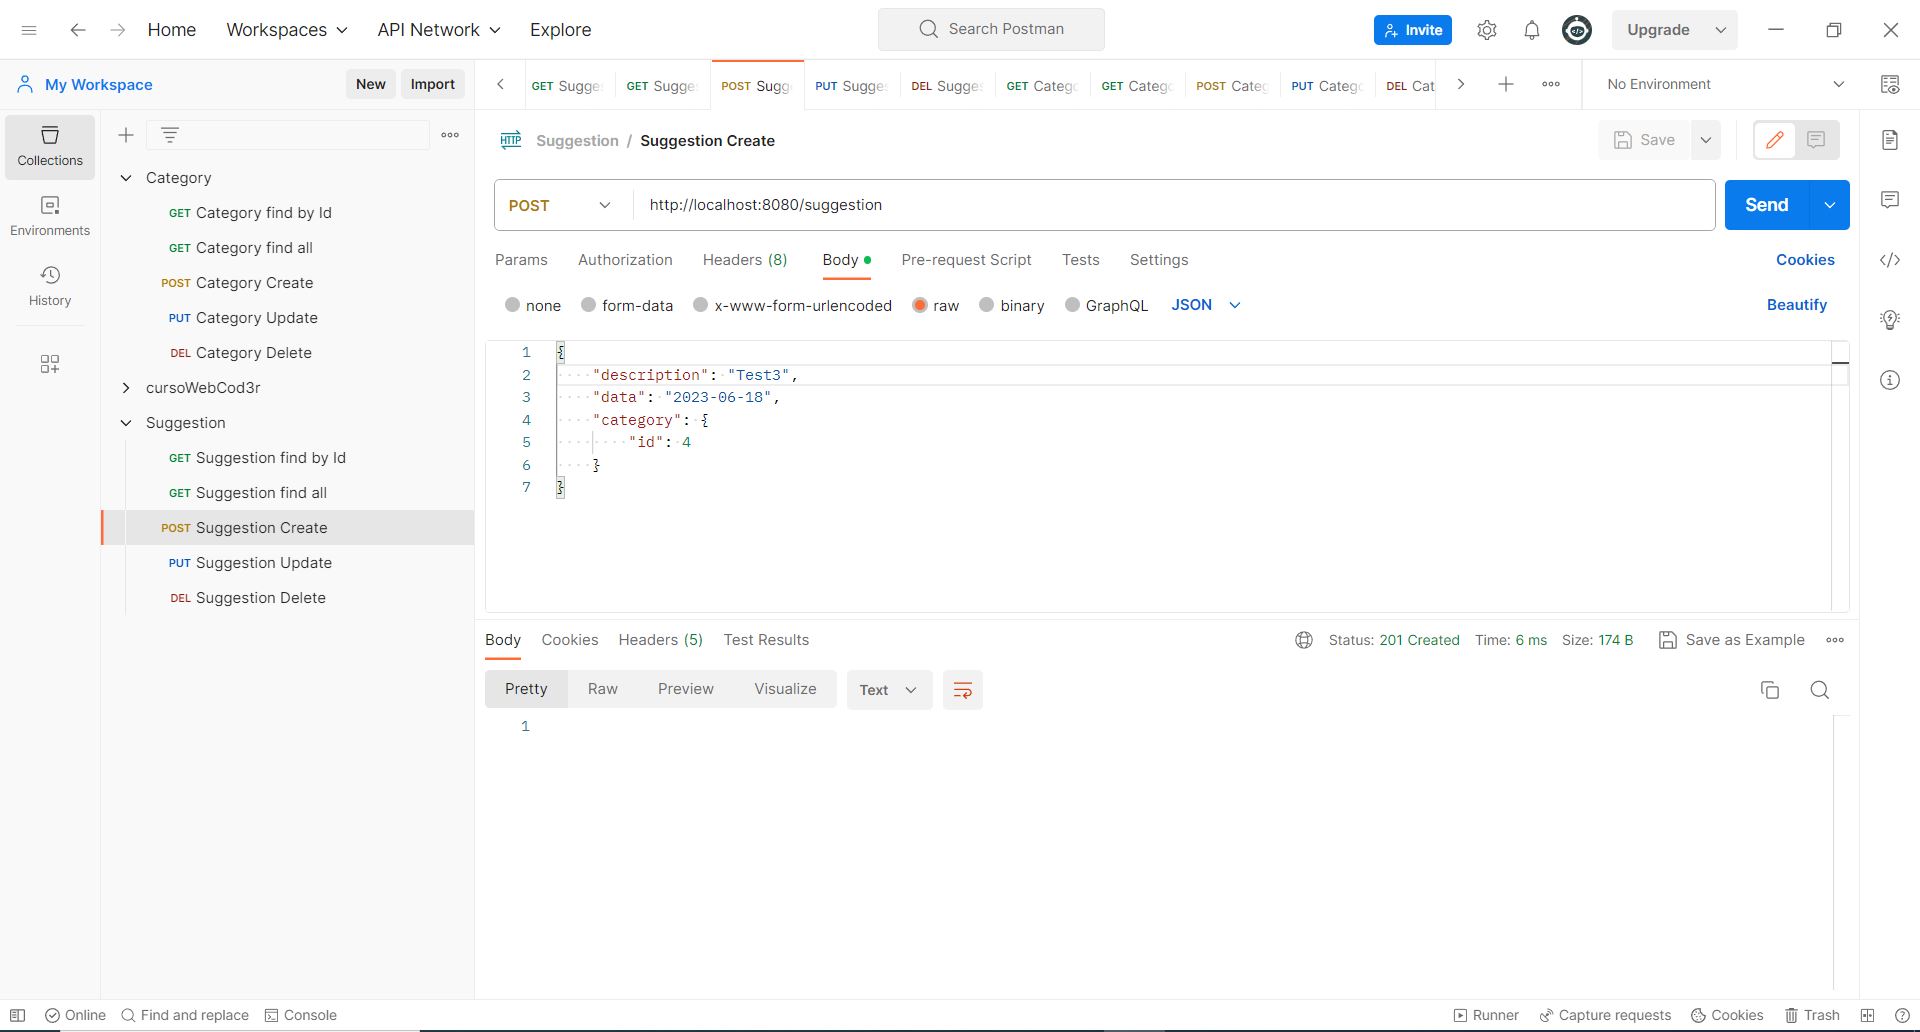 Home Workspaces API Network Explore Search Postman Invite Upgrade
My Workspace New Import
GET Sugge GET Sugge POST Sugg PUT Sugge DEL Sugge GET Catego GET Catego POST Categ PUT Catego DEL Cat No Environment
Collections
Environments
History
Category
GET Category find by Id
GET Category find all
POST Category Create
PUT Category Update
DEL Category Delete
cursoWebCod3r
Suggestion
GET Suggestion find by Id
GET Suggestion find all
POST Suggestion Create
PUT Suggestion Update
DEL Suggestion Delete
HTTP Suggestion / Suggestion Create Save
POST http://localhost:8080/suggestion Send
Params Authorization Headers (8) Body Pre-request Script Tests Settings Cookies
none form-data x-www-form-urlencoded raw binary GraphQL JSON Beautify
1 {
2 "description": "Test3",
3 "data": "2023-06-18",
4 "category": {
5 "id": 4
6 }
7 }
Body Cookies Headers (5) Test Results Status: 201 Created Time: 6 ms Size: 174 B Save as Example
Pretty Raw Preview Visualize Text
1
Online Find and replace Console Runner Capture requests Cookies Trash